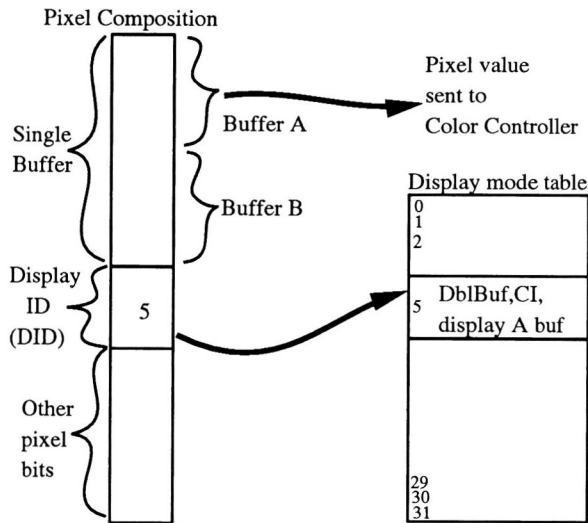 Pixel Composition
Single
Buffer
Buffer A
Buffer B
Pixel value
sent to
Color Controller
Display
ID
(DID)
5
Other
pixel
bits
Display mode table
0
1
2
5
DblBuf,CI,
display A buf
29
30
31